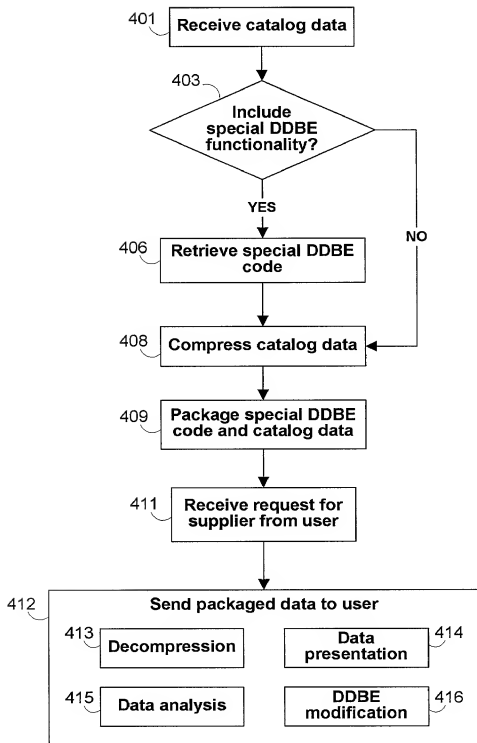 401
Receive catalog data
403
Include
special DDBE
functionality?
YES
NO
406
Retrieve special DDBE
code
408
Compress catalog data
409
Package special DDBE
code and catalog data
411
Receive request for
supplier from user
412
Send packaged data to user
413
Decompression
Data
presentation
414
415
Data analysis
DDBE
modification
416